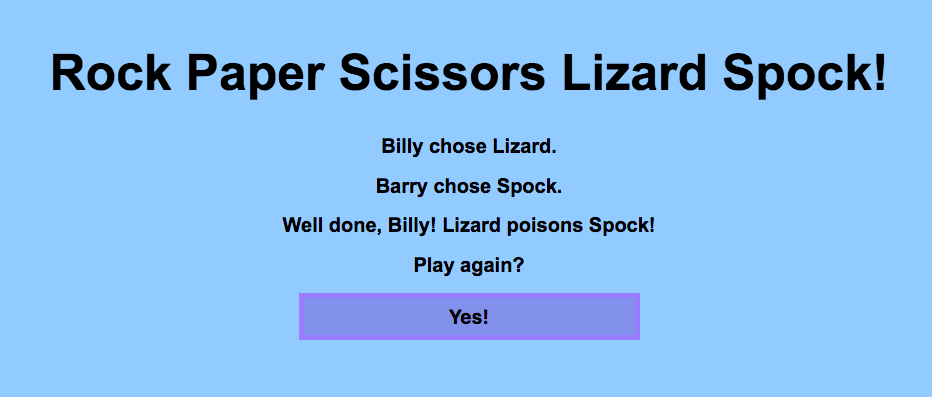 Rock Paper Scissors Lizard Spock!
Billy chose Lizard.
Barry chose Spock.
Well done, Billy! Lizard poisons Spock!
Play again?
Yes!